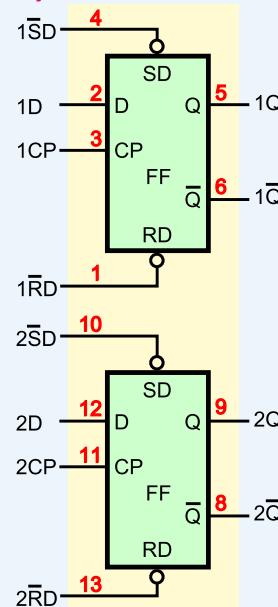 4
1S̅D
SD
2
5
1D
D
Q
1Q
3
1CP
CP
6
FF
Q̅
1Q̅
RD
1
1R̅D
10
2S̅D
SD
12
9
2D
D
Q
2Q
11
2CP
CP
8
FF
Q̅
2Q̅
RD
13
2R̅D